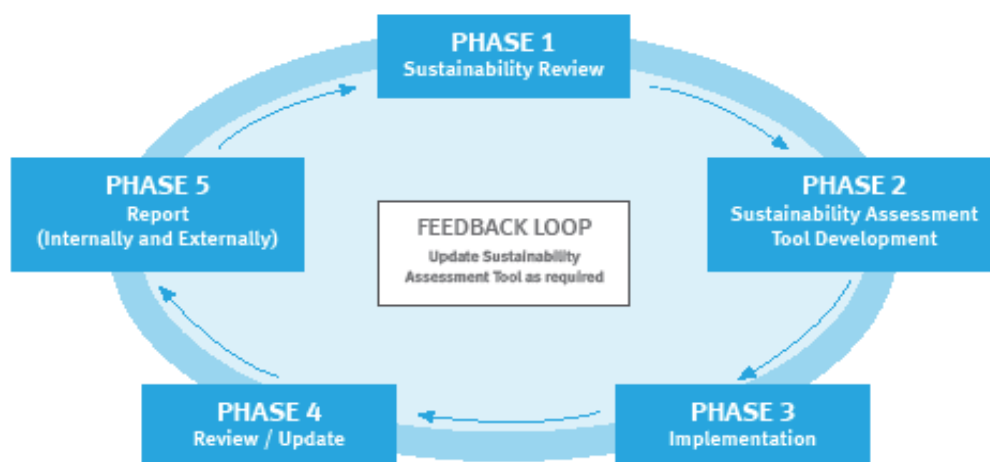 PHASE 1
Sustainability Review
PHASE 2
Sustainability Assessment
Tool Development
PHASE 3
Implementation
PHASE 4
Review / Update
PHASE 5
Report
(Internally and Externally)
FEEDBACK LOOP
Update Sustainability
Assessment Tool as required